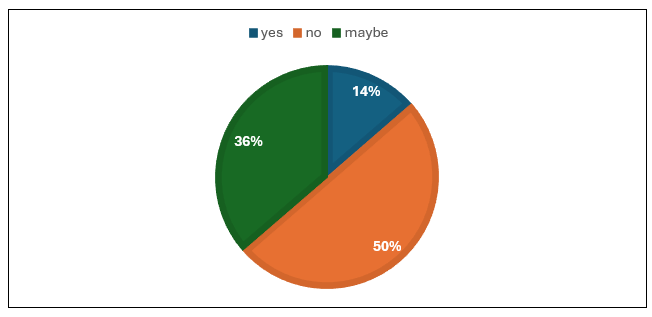 yes no maybe
14%
36%
50%